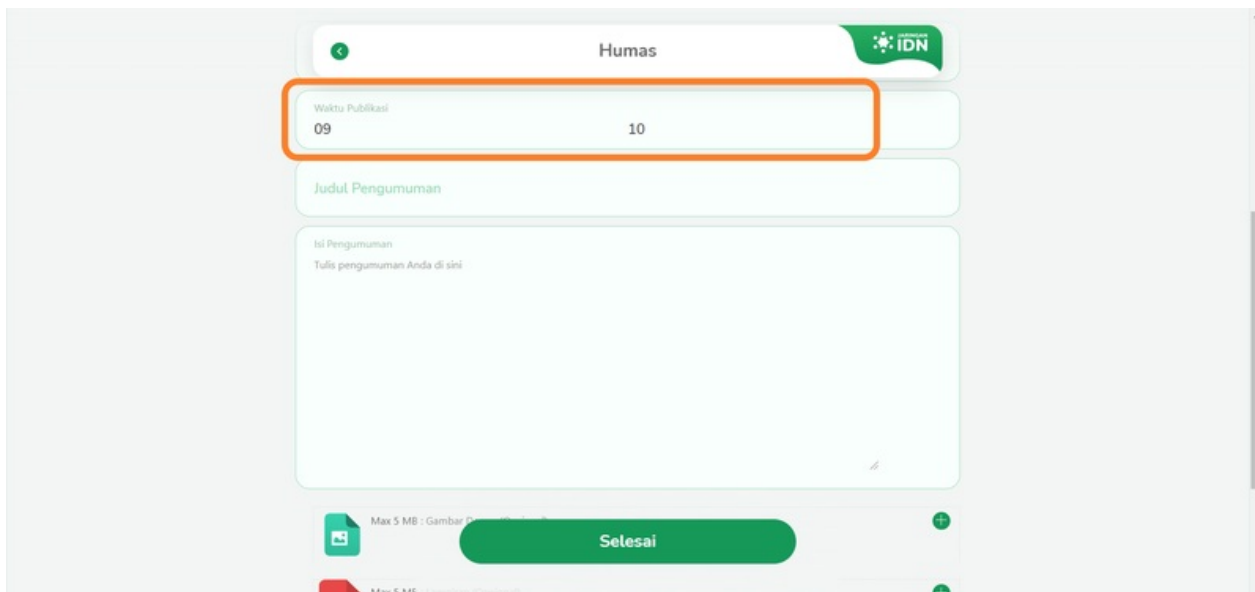 Humas
JARINGAN
IDN
Waktu Publikasi
09 10
Judul Pengumuman
Isi Pengumuman
Tulis pengumuman Anda di sini
Max 5 MB : Gambar
Selesai
Max 5 MB